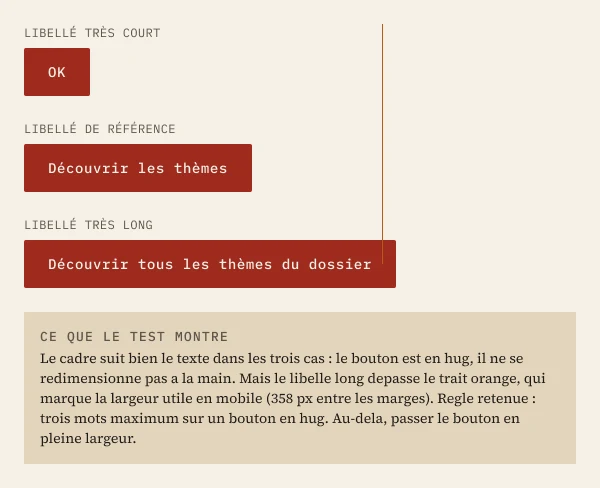 LIBELLÉ TRÈS COURT
OK
LIBELLÉ DE RÉFÉRENCE
Découvrir les thèmes
LIBELLÉ TRÈS LONG
Découvrir tous les thèmes du dossier
CE QUE LE TEST MONTRE
Le cadre suit bien le texte dans les trois cas : le bouton est en hug, il ne se
redimensionne pas a la main. Mais le libelle long depasse le trait orange, qui
marque la largeur utile en mobile (358 px entre les marges). Regle retenue :
trois mots maximum sur un bouton en hug. Au-dela, passer le bouton en
pleine largeur.